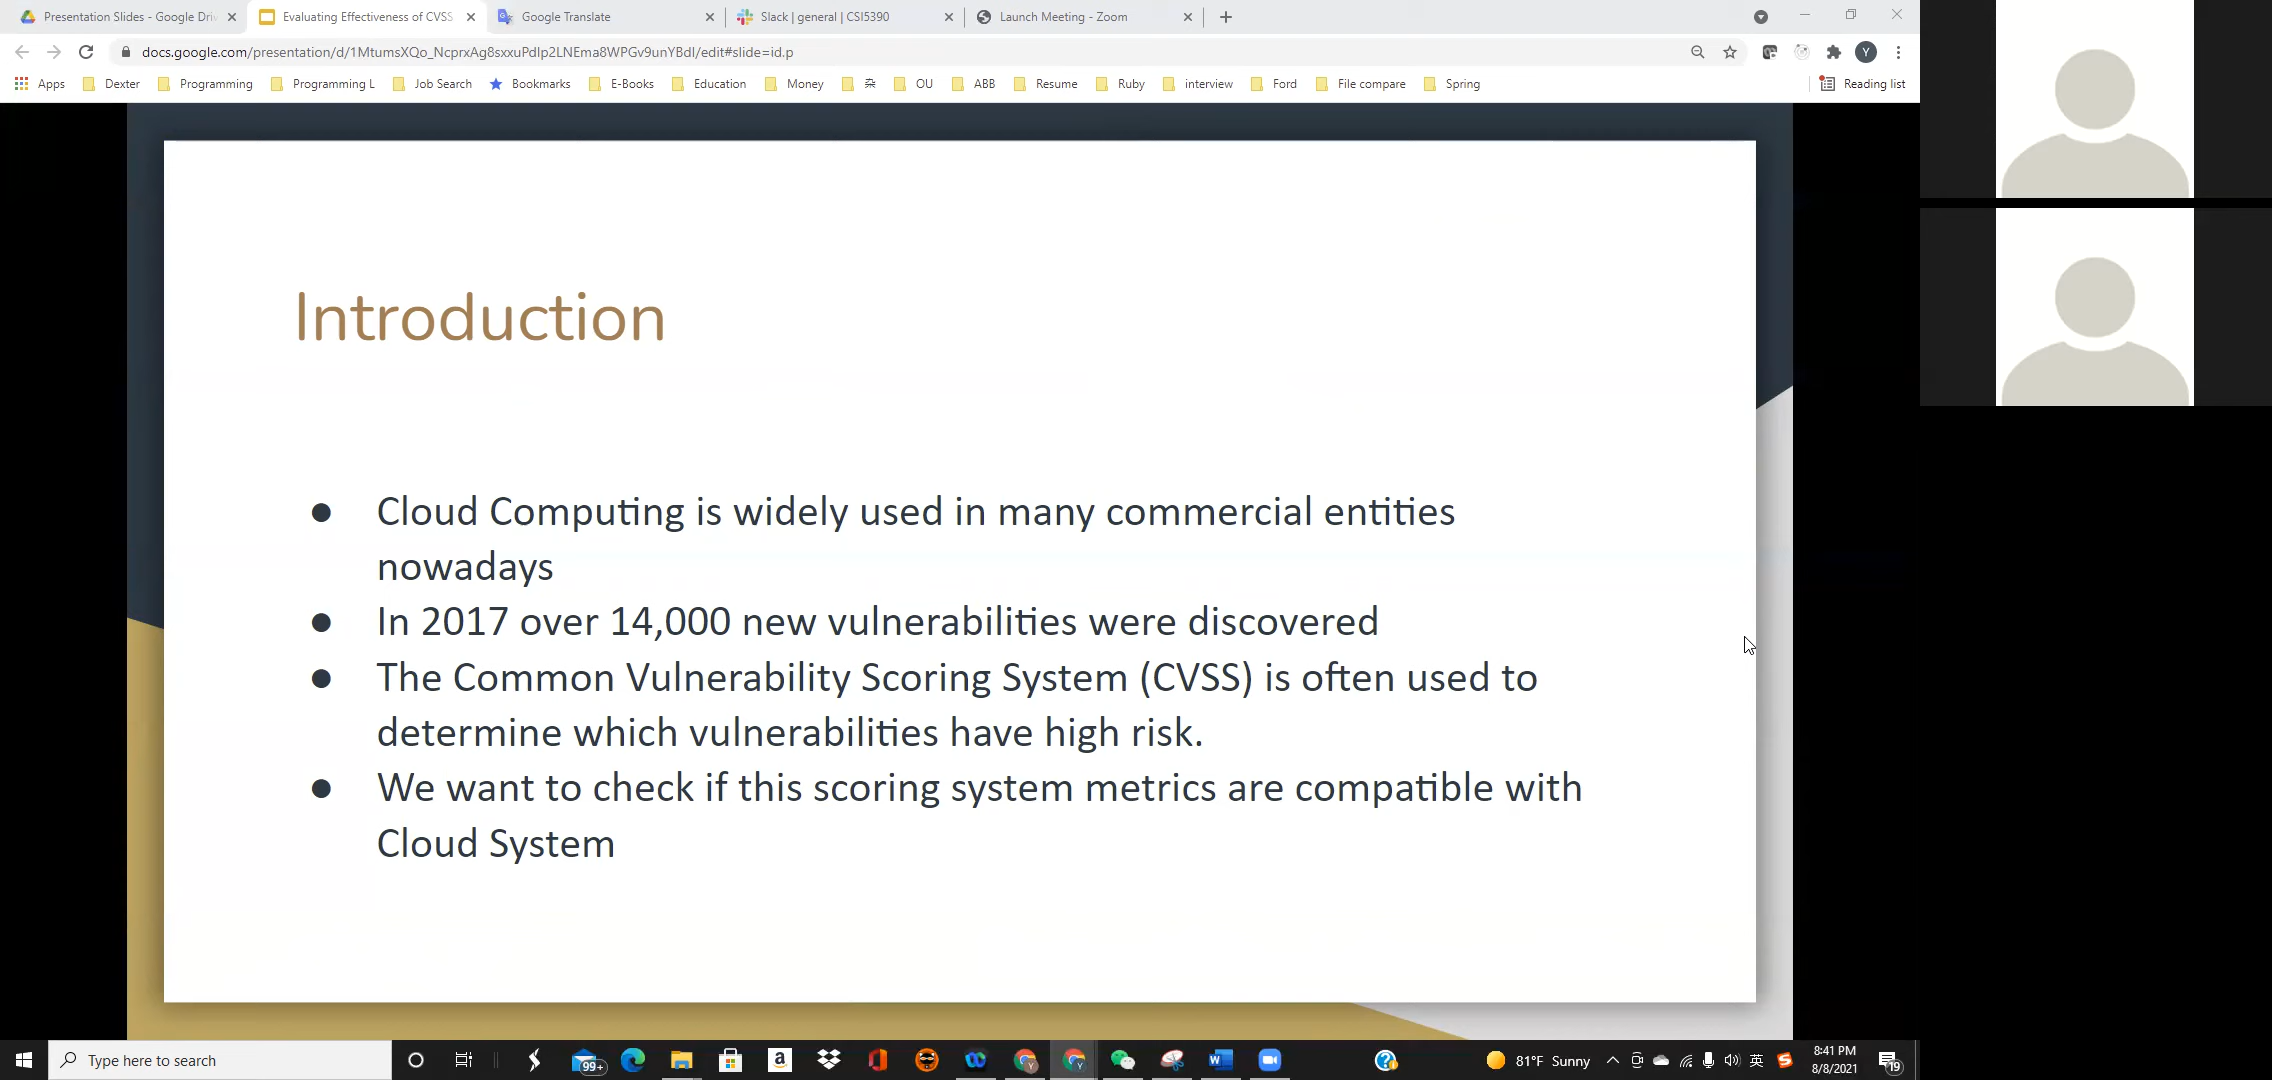 Presentation Slides - Google Driv
Evaluating Effectiveness of CVSS
Google Translate
Slack | general | CSI5390
Launch Meeting - Zoom
docs.google.com/presentation/d/1MtumsXQo_NcprxAg8sxxuPdlp2LNEma8WPGv9unYBdI/edit#slide=id.p
Y
Apps Dexter Programming Programming L Job Search Bookmarks E-Books Education Money 杂 OU ABB Resume Ruby interview Ford File compare Spring Reading list
Introduction
● Cloud Computing is widely used in many commercial entities
nowadays
● In 2017 over 14,000 new vulnerabilities were discovered
● The Common Vulnerability Scoring System (CVSS) is often used to
determine which vulnerabilities have high risk.
● We want to check if this scoring system metrics are compatible with
Cloud System
Type here to search
99+
81°F Sunny
英
8:41 PM
8/8/2021
19